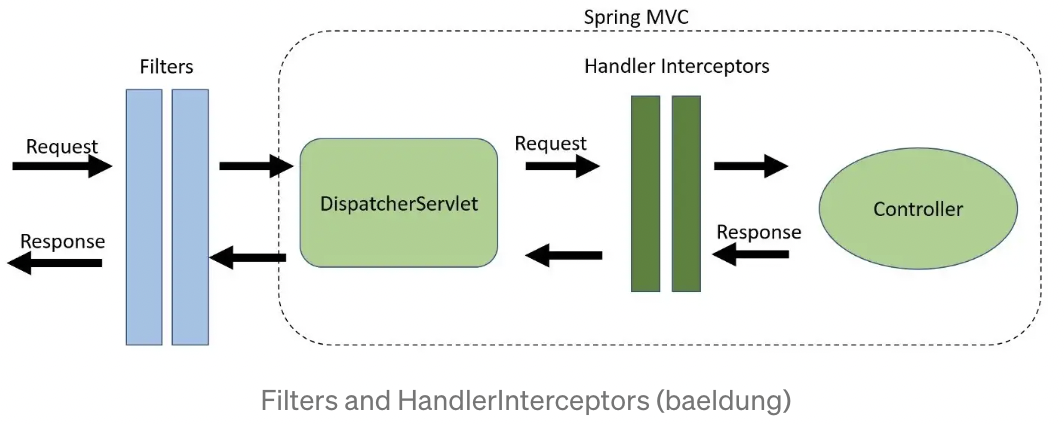 Spring MVC
Filters
Handler Interceptors
Request
Request
DispatcherServlet
Controller
Response
Response
Filters and HandlerInterceptors (baeldung)